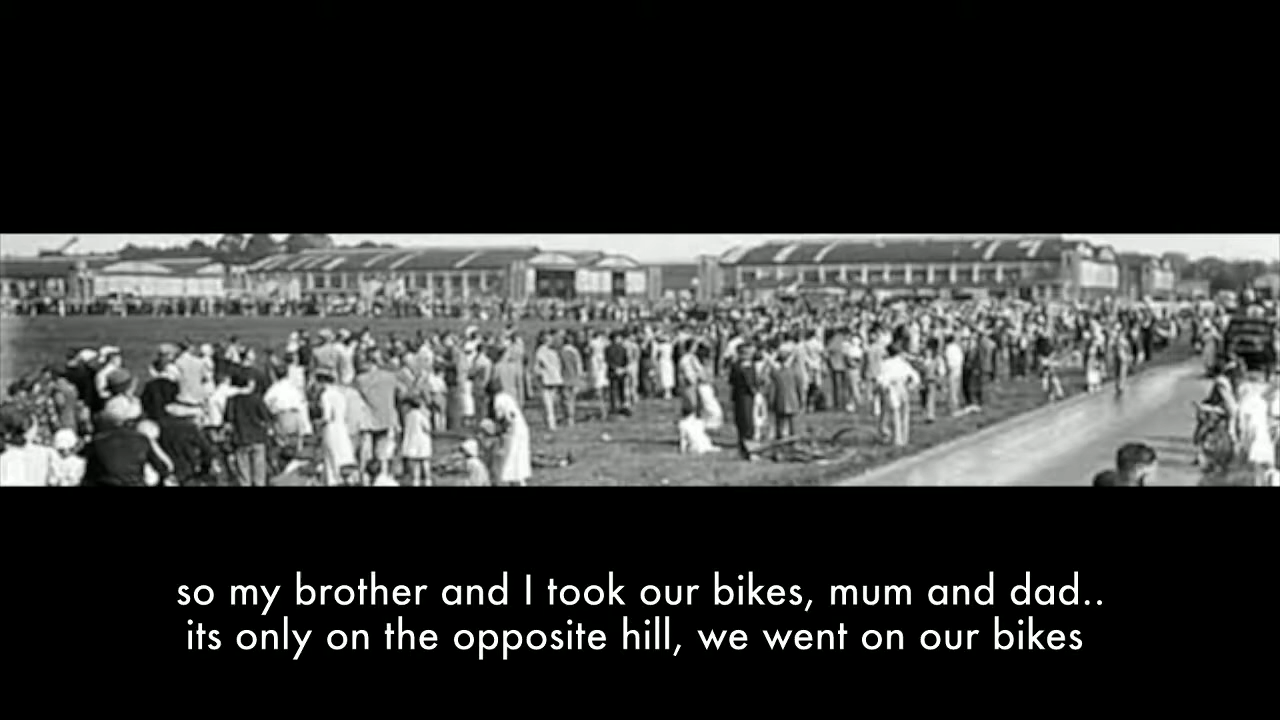 so my brother and I took our bikes, mum and dad..
its only on the opposite hill, we went on our bikes